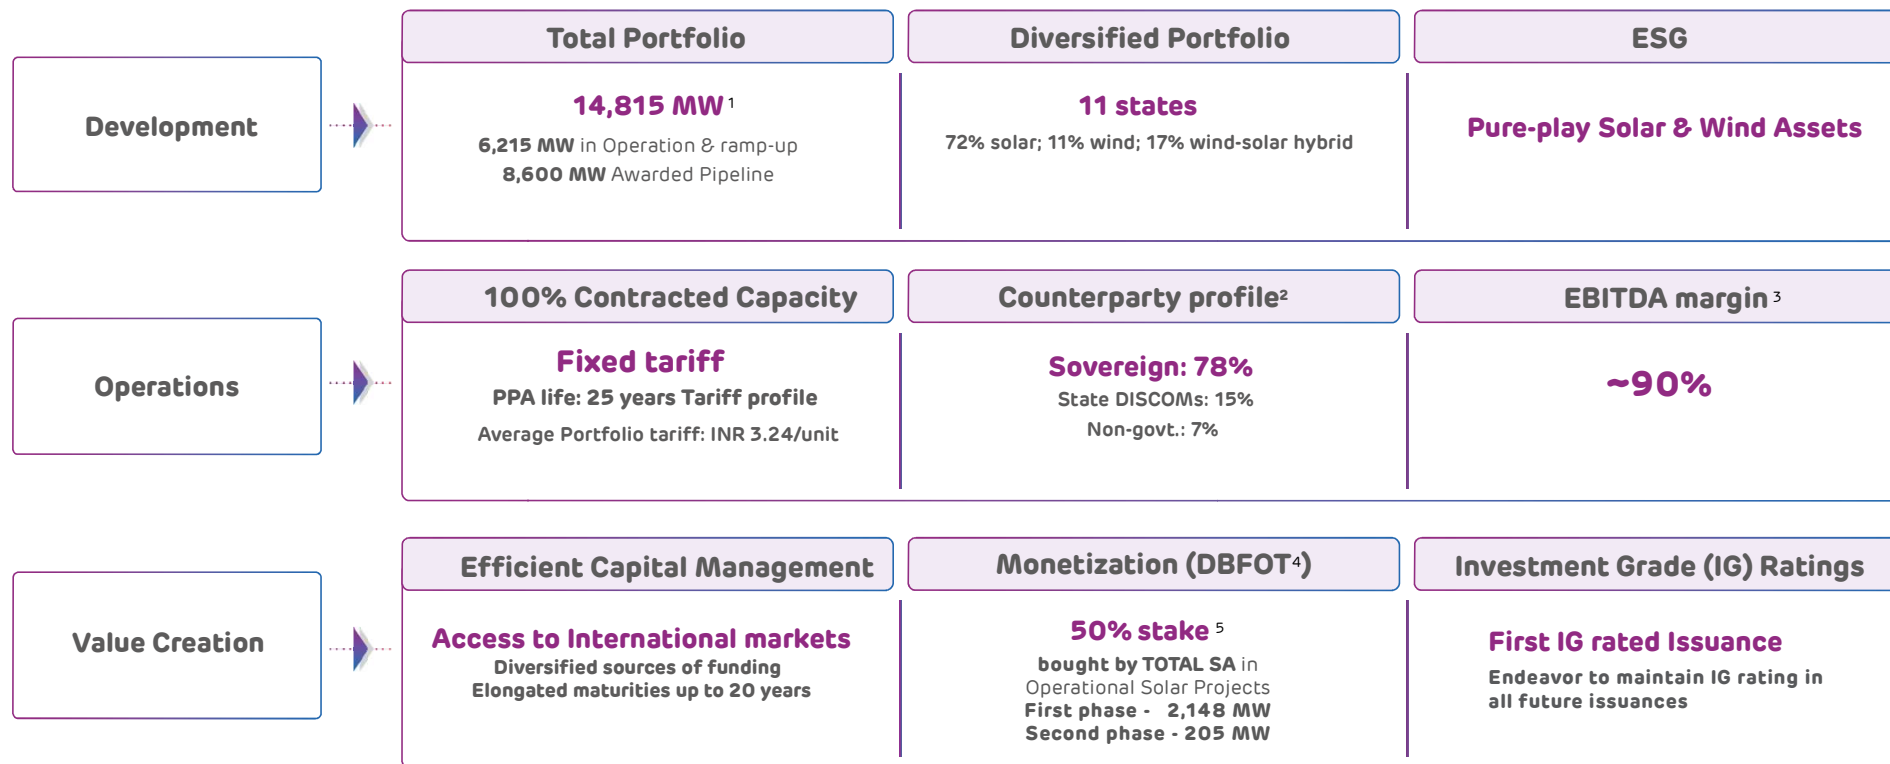 Development
Total Portfolio
14,815 MW 1
6,215 MW in Operation & ramp-up
8,600 MW Awarded Pipeline
Diversified Portfolio
11 states
72% solar; 11% wind; 17% wind-solar hybrid
ESG
Pure-play Solar & Wind Assets
Operations
100% Contracted Capacity
Fixed tariff
PPA life: 25 years Tariff profile
Average Portfolio tariff: INR 3.24/unit
Counterparty profile2
Sovereign: 78%
State DISCOMs: 15%
Non-govt.: 7%
EBITDA margin 3
~90%
Value Creation
Efficient Capital Management
Access to International markets
Diversified sources of funding
Elongated maturities up to 20 years
Monetization (DBFOT4)
50% stake 5
bought by TOTAL SA in
Operational Solar Projects
First phase - 2,148 MW
Second phase - 205 MW
Investment Grade (IG) Ratings
First IG rated Issuance
Endeavor to maintain IG rating in
all future issuances